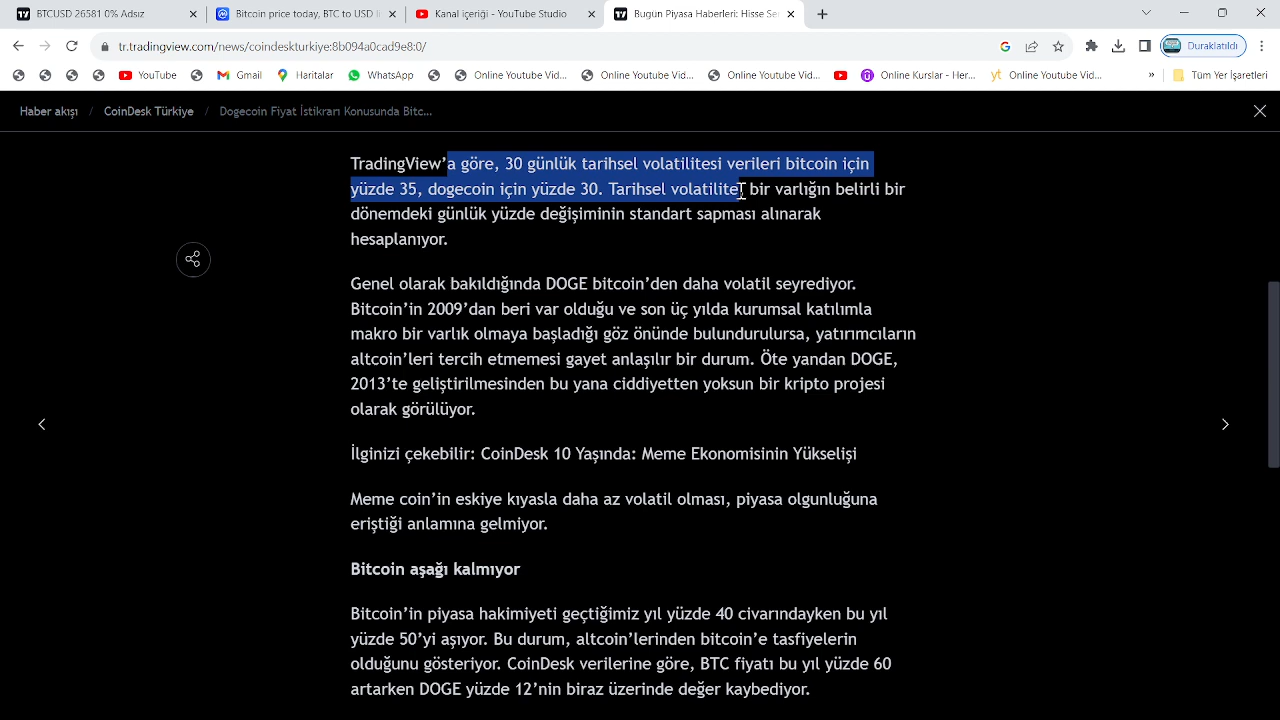 BTCUSD 26581 0% Adsız
Bitcoin price today, BTC to USD li
Kanal içeriği - YouTube Studio
Bugün Piyasa Haberleri: Hisse Se
tr.tradingview.com/news/coindeskturkiye:8b094a0cad9e8:0/
Duraklatıldı
YouTube
Gmail
Haritalar
WhatsApp
Online Youtube Vid...
Online Youtube Vid...
Online Youtube Vid...
Online Kurslar - Her...
yt Online Youtube Vid...
»
Tüm Yer İşaretleri
Haber akışı / CoinDesk Türkiye / Dogecoin Fiyat İstikrarı Konusunda Bitc...
TradingView’a göre, 30 günlük tarihsel volatilitesi verileri bitcoin için
yüzde 35, dogecoin için yüzde 30. Tarihsel volatilite, bir varlığın belirli bir
dönemdeki günlük yüzde değişiminin standart sapması alınarak
hesaplanıyor.
Genel olarak bakıldığında DOGE bitcoin’den daha volatil seyrediyor.
Bitcoin’in 2009’dan beri var olduğu ve son üç yılda kurumsal katılımla
makro bir varlık olmaya başladığı göz önünde bulundurulursa, yatırımcıların
altcoin’leri tercih etmemesi gayet anlaşılır bir durum. Öte yandan DOGE,
2013’te geliştirilmesinden bu yana ciddiyetten yoksun bir kripto projesi
olarak görülüyor.
İlginizi çekebilir: CoinDesk 10 Yaşında: Meme Ekonomisinin Yükselişi
Meme coin’in eskiye kıyasla daha az volatil olması, piyasa olgunluğuna
eriştiği anlamına gelmiyor.
Bitcoin aşağı kalmıyor
Bitcoin’in piyasa hakimiyeti geçtiğimiz yıl yüzde 40 civarındayken bu yıl
yüzde 50’yi aşıyor. Bu durum, altcoin’lerinden bitcoin’e tasfiyelerin
olduğunu gösteriyor. CoinDesk verilerine göre, BTC fiyatı bu yıl yüzde 60
artarken DOGE yüzde 12’nin biraz üzerinde değer kaybediyor.